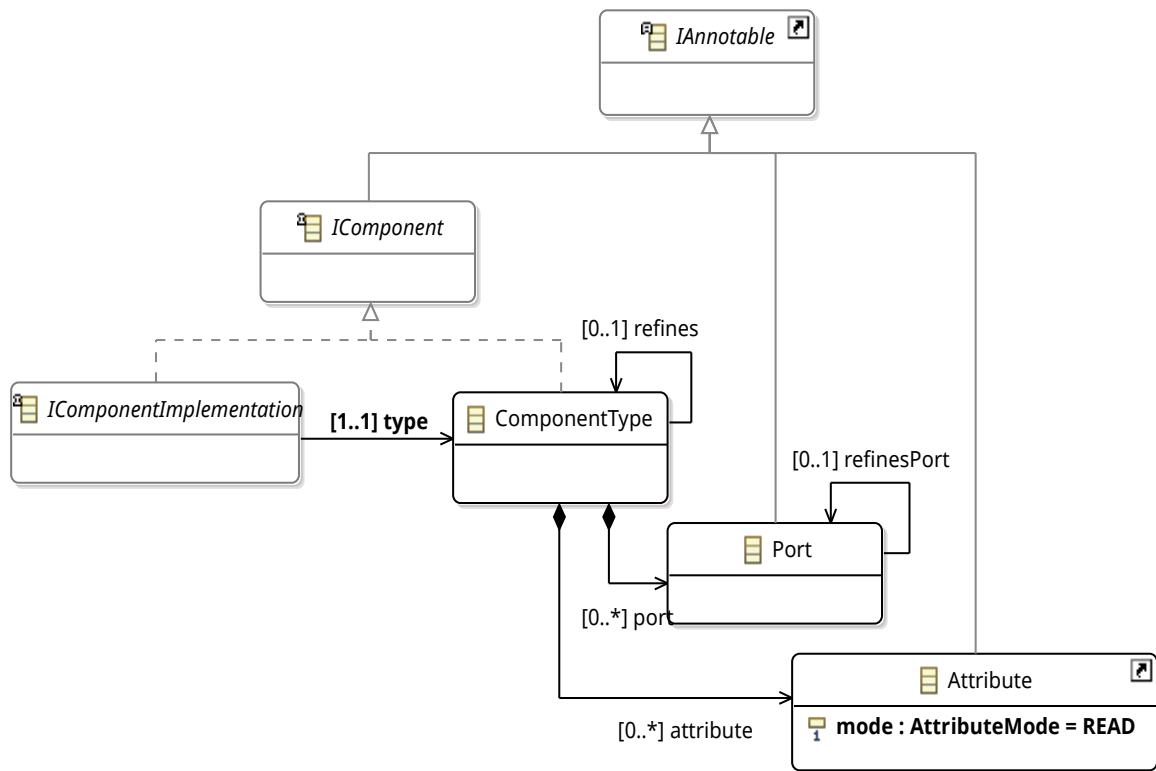 IAnnotable
IComponent
[0..1] refines
IComponentImplementation
[1..1] type
ComponentType
[0..1] refinesPort
Port
[0..*] port
Attribute
mode : AttributeMode = READ
[0..*] attribute